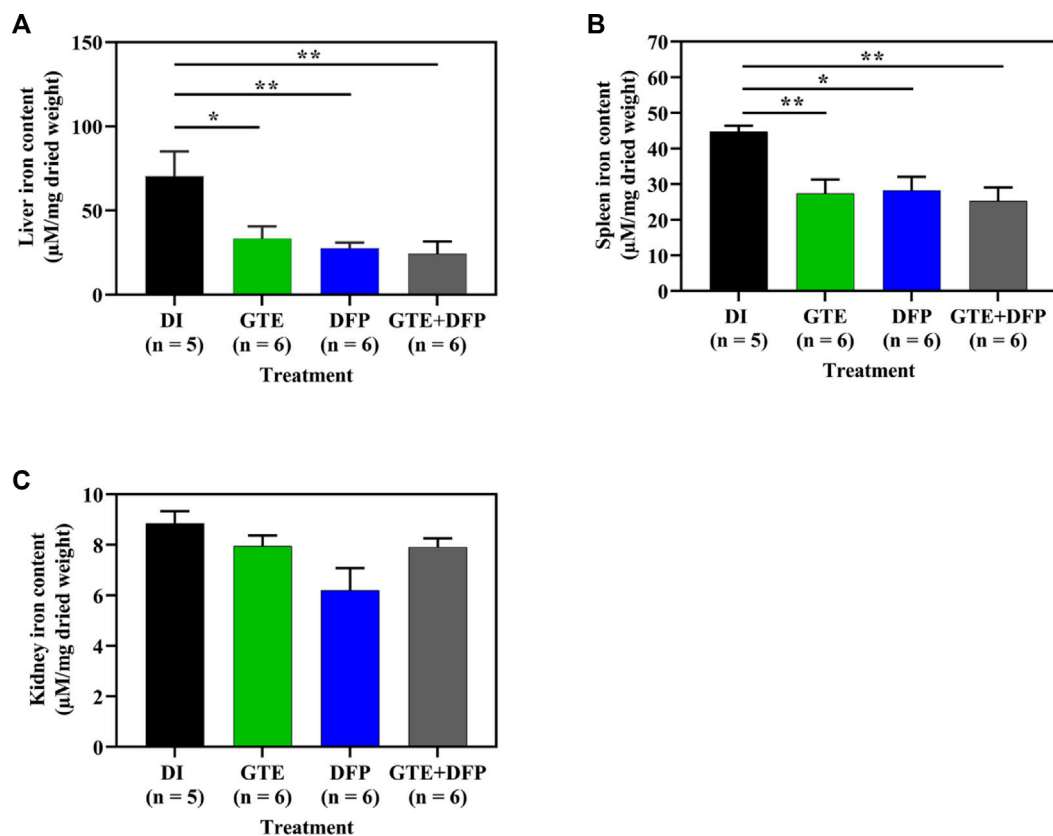 A
Liver iron content
(µM/mg dried weight)
150
100
50
0
**
**
*
DI
(n = 5)
GTE
(n = 6)
DFP
(n = 6)
GTE+DFP
(n = 6)
Treatment
B
Spleen iron content
(µM/mg dried weight)
70
60
50
40
30
20
10
0
**
*
**
DI
(n = 5)
GTE
(n = 6)
DFP
(n = 6)
GTE+DFP
(n = 6)
Treatment
C
Kidney iron content
(µM/mg dried weight)
10
8
6
4
2
0
DI
(n = 5)
GTE
(n = 6)
DFP
(n = 6)
GTE+DFP
(n = 6)
Treatment